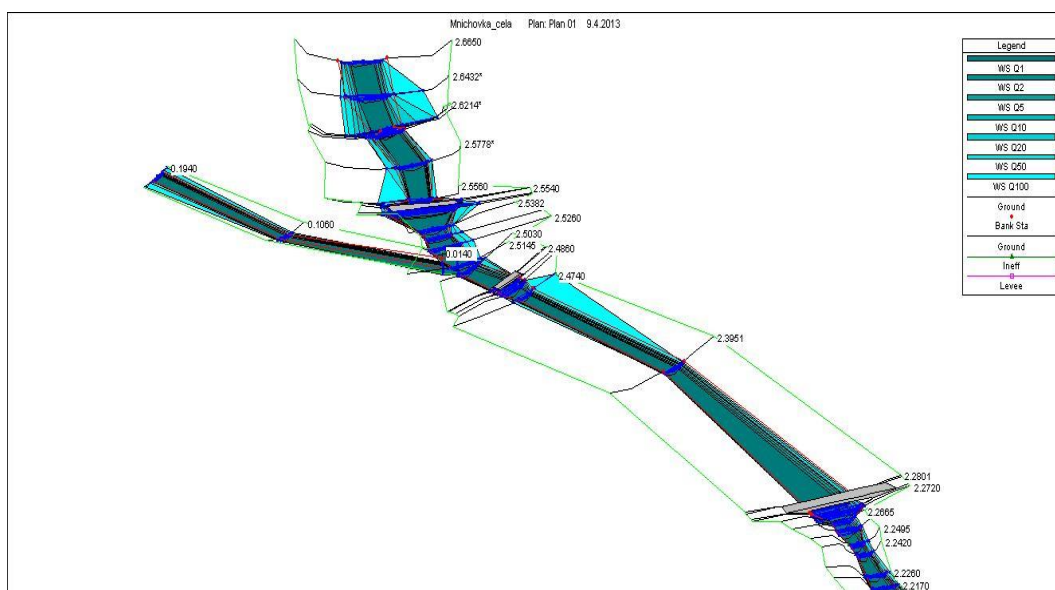 Mnichovka_cela Plan: Plan 01 9.4.2013
Legend
WS Q1
WS Q2
WS Q5
WS Q10
WS Q20
WS Q50
WS Q100
Ground
Bank Sta
Ground
Ineff
Levee
2.6650
2.6432*
2.6214*
2.5778*
2.5560
2.5540
2.5382
2.5260
2.5030
2.5145
2.4860
2.4740
0.1940
0.1060
0.0140
2.3951
2.2801
2.2720
2.2665
2.2495
2.2420
2.2260
2.2170